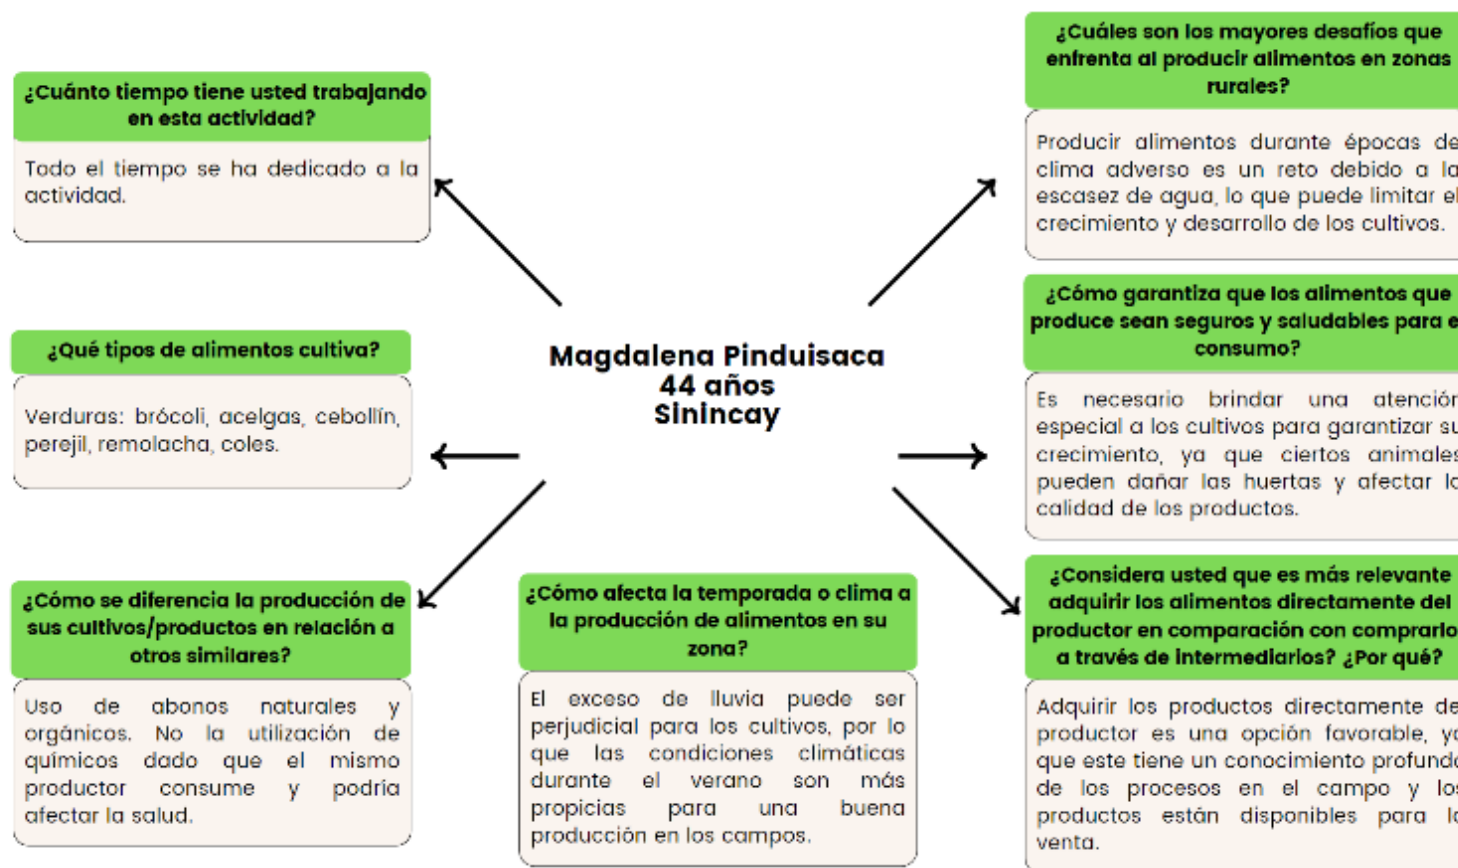 ¿Cuánto tiempo tiene usted trabajando
en esta actividad?
Todo el tiempo se ha dedicado a la
actividad.
¿Qué tipos de alimentos cultiva?
Verduras: brócoli, acelgas, cebollín,
perejil, remolacha, coles.
¿Cómo se diferencia la producción de
sus cultivos/productos en relación a
otros similares?
Uso de abonos naturales y
orgánicos. No la utilización de
químicos dado que el mismo
productor consume y podría
afectar la salud.
Magdalena Pinduisaca
44 años
Sinincay
¿Cómo afecta la temporada o clima a
la producción de alimentos en su
zona?
El exceso de lluvia puede ser
perjudicial para los cultivos, por lo
que las condiciones climáticas
durante el verano son más
propicias para una buena
producción en los campos.
¿Cuáles son los mayores desafíos que
enfrenta al producir alimentos en zonas
rurales?
Producir alimentos durante épocas de
clima adverso es un reto debido a la
escasez de agua, lo que puede limitar el
crecimiento y desarrollo de los cultivos.
¿Cómo garantiza que los alimentos que
produce sean seguros y saludables para e
consumo?
Es necesario brindar una atención
especial a los cultivos para garantizar su
crecimiento, ya que ciertos animales
pueden dañar las huertas y afectar la
calidad de los productos.
¿Considera usted que es más relevante
adquirir los alimentos directamente del
productor en comparación con comprarlo
a través de intermediarios? ¿Por qué?
Adquirir los productos directamente de
productor es una opción favorable, ya
que este tiene un conocimiento profundo
de los procesos en el campo y los
productos están disponibles para la
venta.